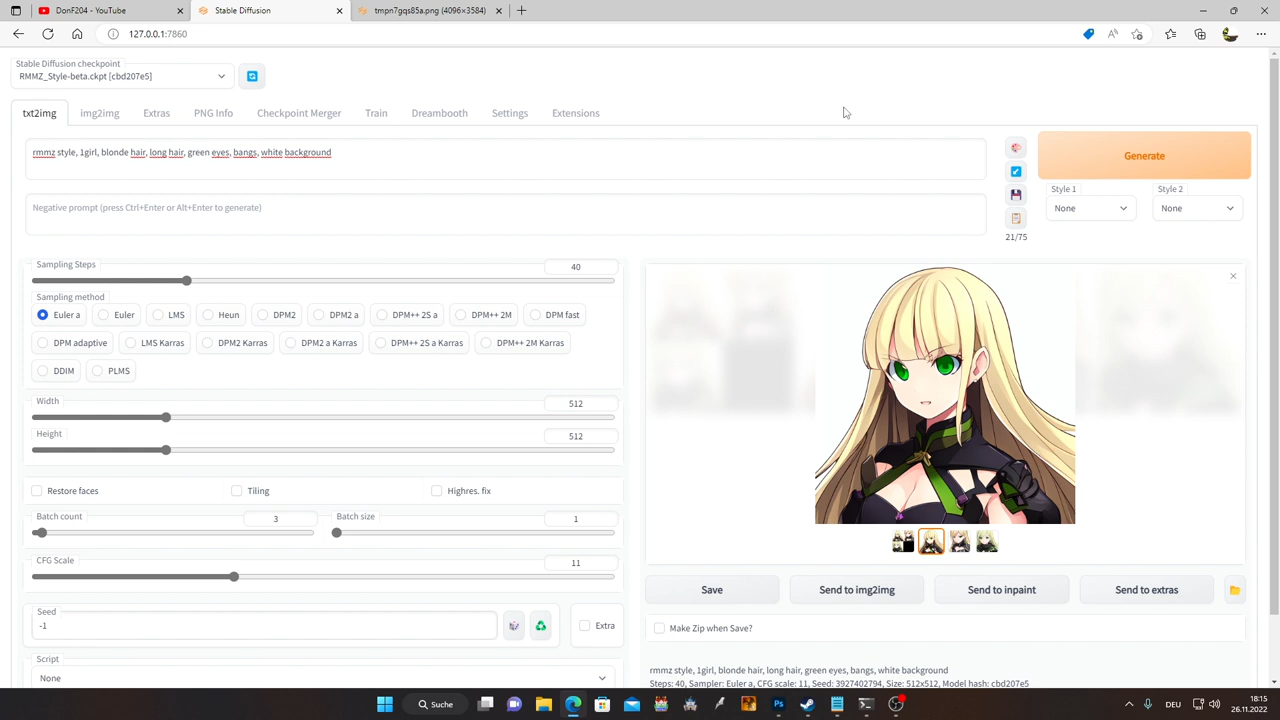 DonF204 - YouTube
Stable Diffusion
tmpn7gqs85a.png (4096×3584)
127.0.0.1:7860
Stable Diffusion checkpoint
RMMZ_Style-beta.ckpt [cbd207e5]
txt2img
img2img
Extras
PNG Info
Checkpoint Merger
Train
Dreambooth
Settings
Extensions
rmmz style, 1girl, blonde hair, long hair, green eyes, bangs, white background
Generate
Style 1
Style 2
None
None
Negative prompt (press Ctrl+Enter or Alt+Enter to generate)
21/75
Sampling Steps
40
Sampling method
Euler a
Euler
LMS
Heun
DPM2
DPM2 a
DPM++ 2S a
DPM++ 2M
DPM fast
DPM adaptive
LMS Karras
DPM2 Karras
DPM2 a Karras
DPM++ 2S a Karras
DPM++ 2M Karras
DDIM
PLMS
Width
512
Height
512
Restore faces
Tiling
Highres. fix
Batch count
3
Batch size
1
CFG Scale
11
Seed
-1
Extra
Script
None
Save
Send to img2img
Send to inpaint
Send to extras
Make Zip when Save?
rmmz style, 1girl, blonde hair, long hair, green eyes, bangs, white background
Steps: 40, Sampler: Euler a, CFG scale: 11, Seed: 3927402794, Size: 512x512, Model hash: cbd207e5
Suche
DEU
18:15
26.11.2022